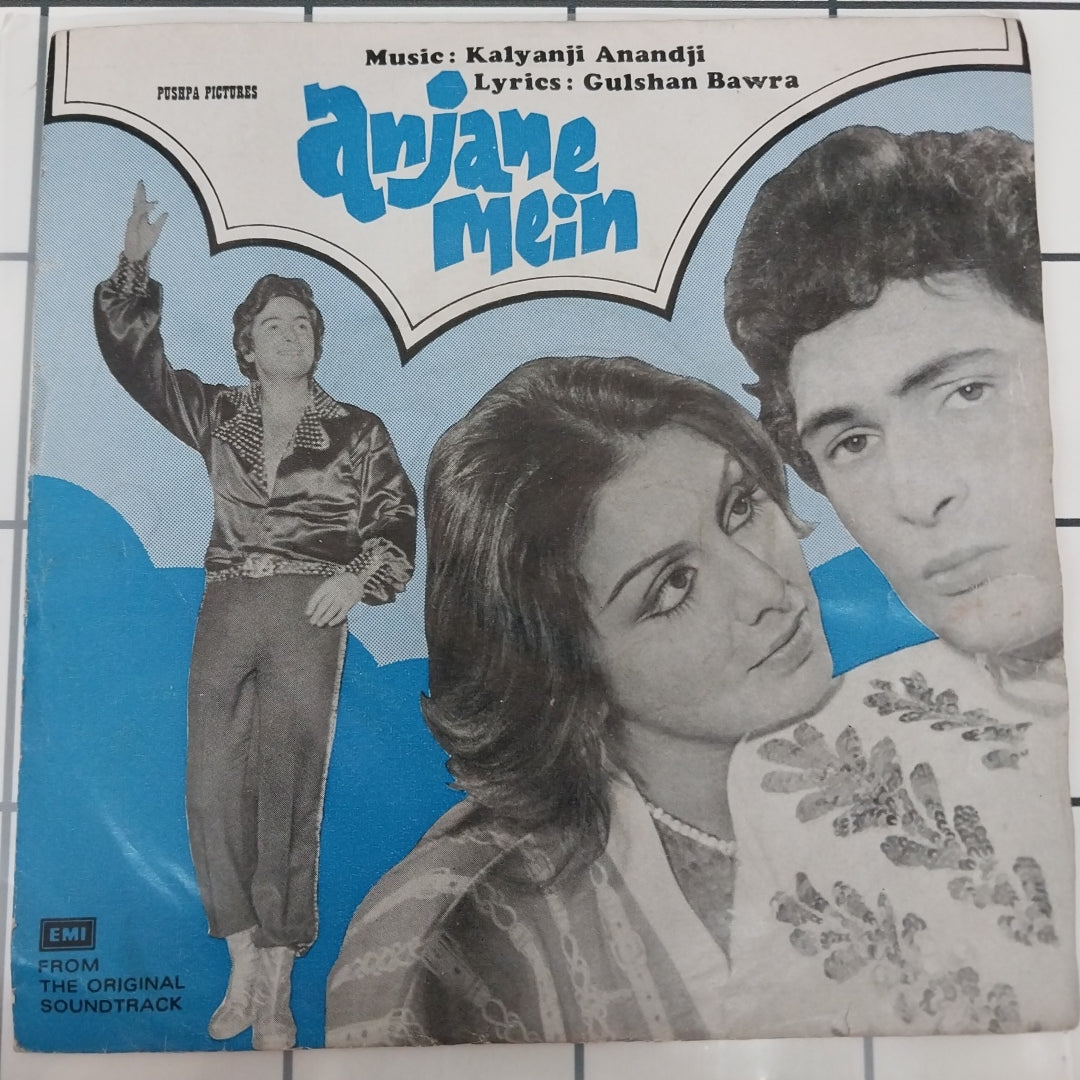 Music: Kalyanji Anandji
Lyrics: Gulshan Bawra
PUSHPA PICTURES
anjane
mein
EMI
FROM
THE ORIGINAL
SOUNDTRACK